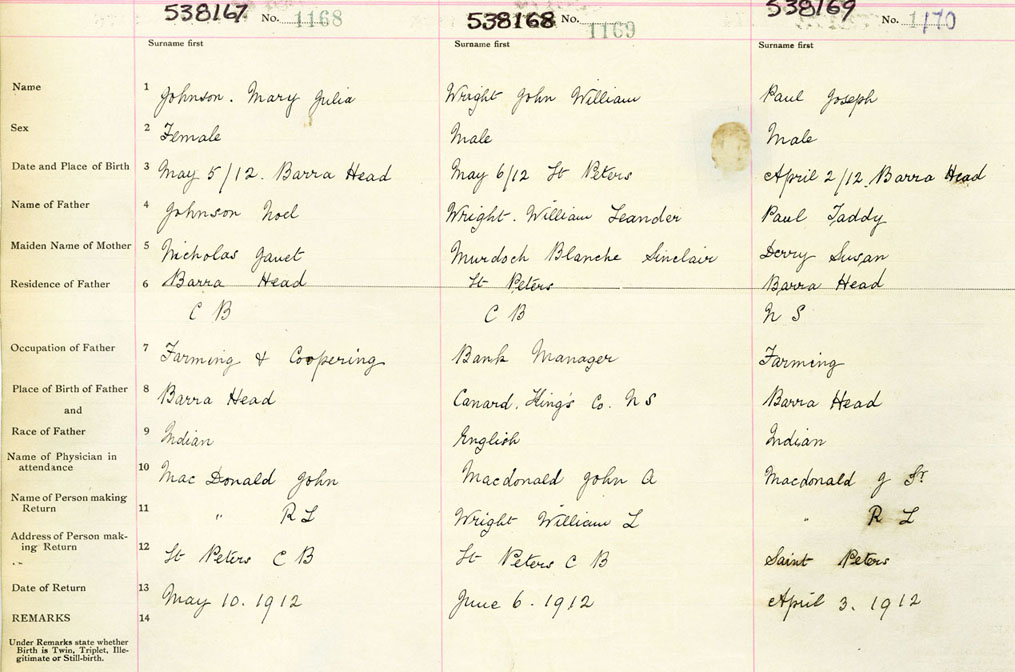 538167 No. 1168 538168 No. 1169 538169 No. 1170
Surname first Surname first Surname first
Name 1 Johnson. Mary Julia Wright John William Paul Joseph
Sex 2 Female Male Male
Date and Place of Birth 3 May 5/12. Barra Head May 6/12 St Peters April 2/12. Barra Head
Name of Father 4 Johnson Noel Wright. William Leander Paul Taddy
Maiden Name of Mother 5 Nicholas Janet Murdoch Blanche Sinclair Derry Susan
Residence of Father 6 Barra Head St Peters Barra Head
C B C B N S
Occupation of Father 7 Farming & Coopering Bank Manager Farming
Place of Birth of Father 8 Barra Head Canard. King's Co. N S Barra Head
and
Race of Father 9 Indian English Indian
Name of Physician in
attendance 10 Mac Donald John Macdonald John A Macdonald J
Name of Person making
Return 11 " R L Wright William L " R L
Address of Person mak-
ing Return 12 St Peters C B St Peters C B Saint Peters
Date of Return 13 May 10. 1912 June 6. 1912 April 3. 1912
REMARKS 14
Under Remarks state whether
Birth is Twin, Triplet, Ille-
gitimate or Still-birth.